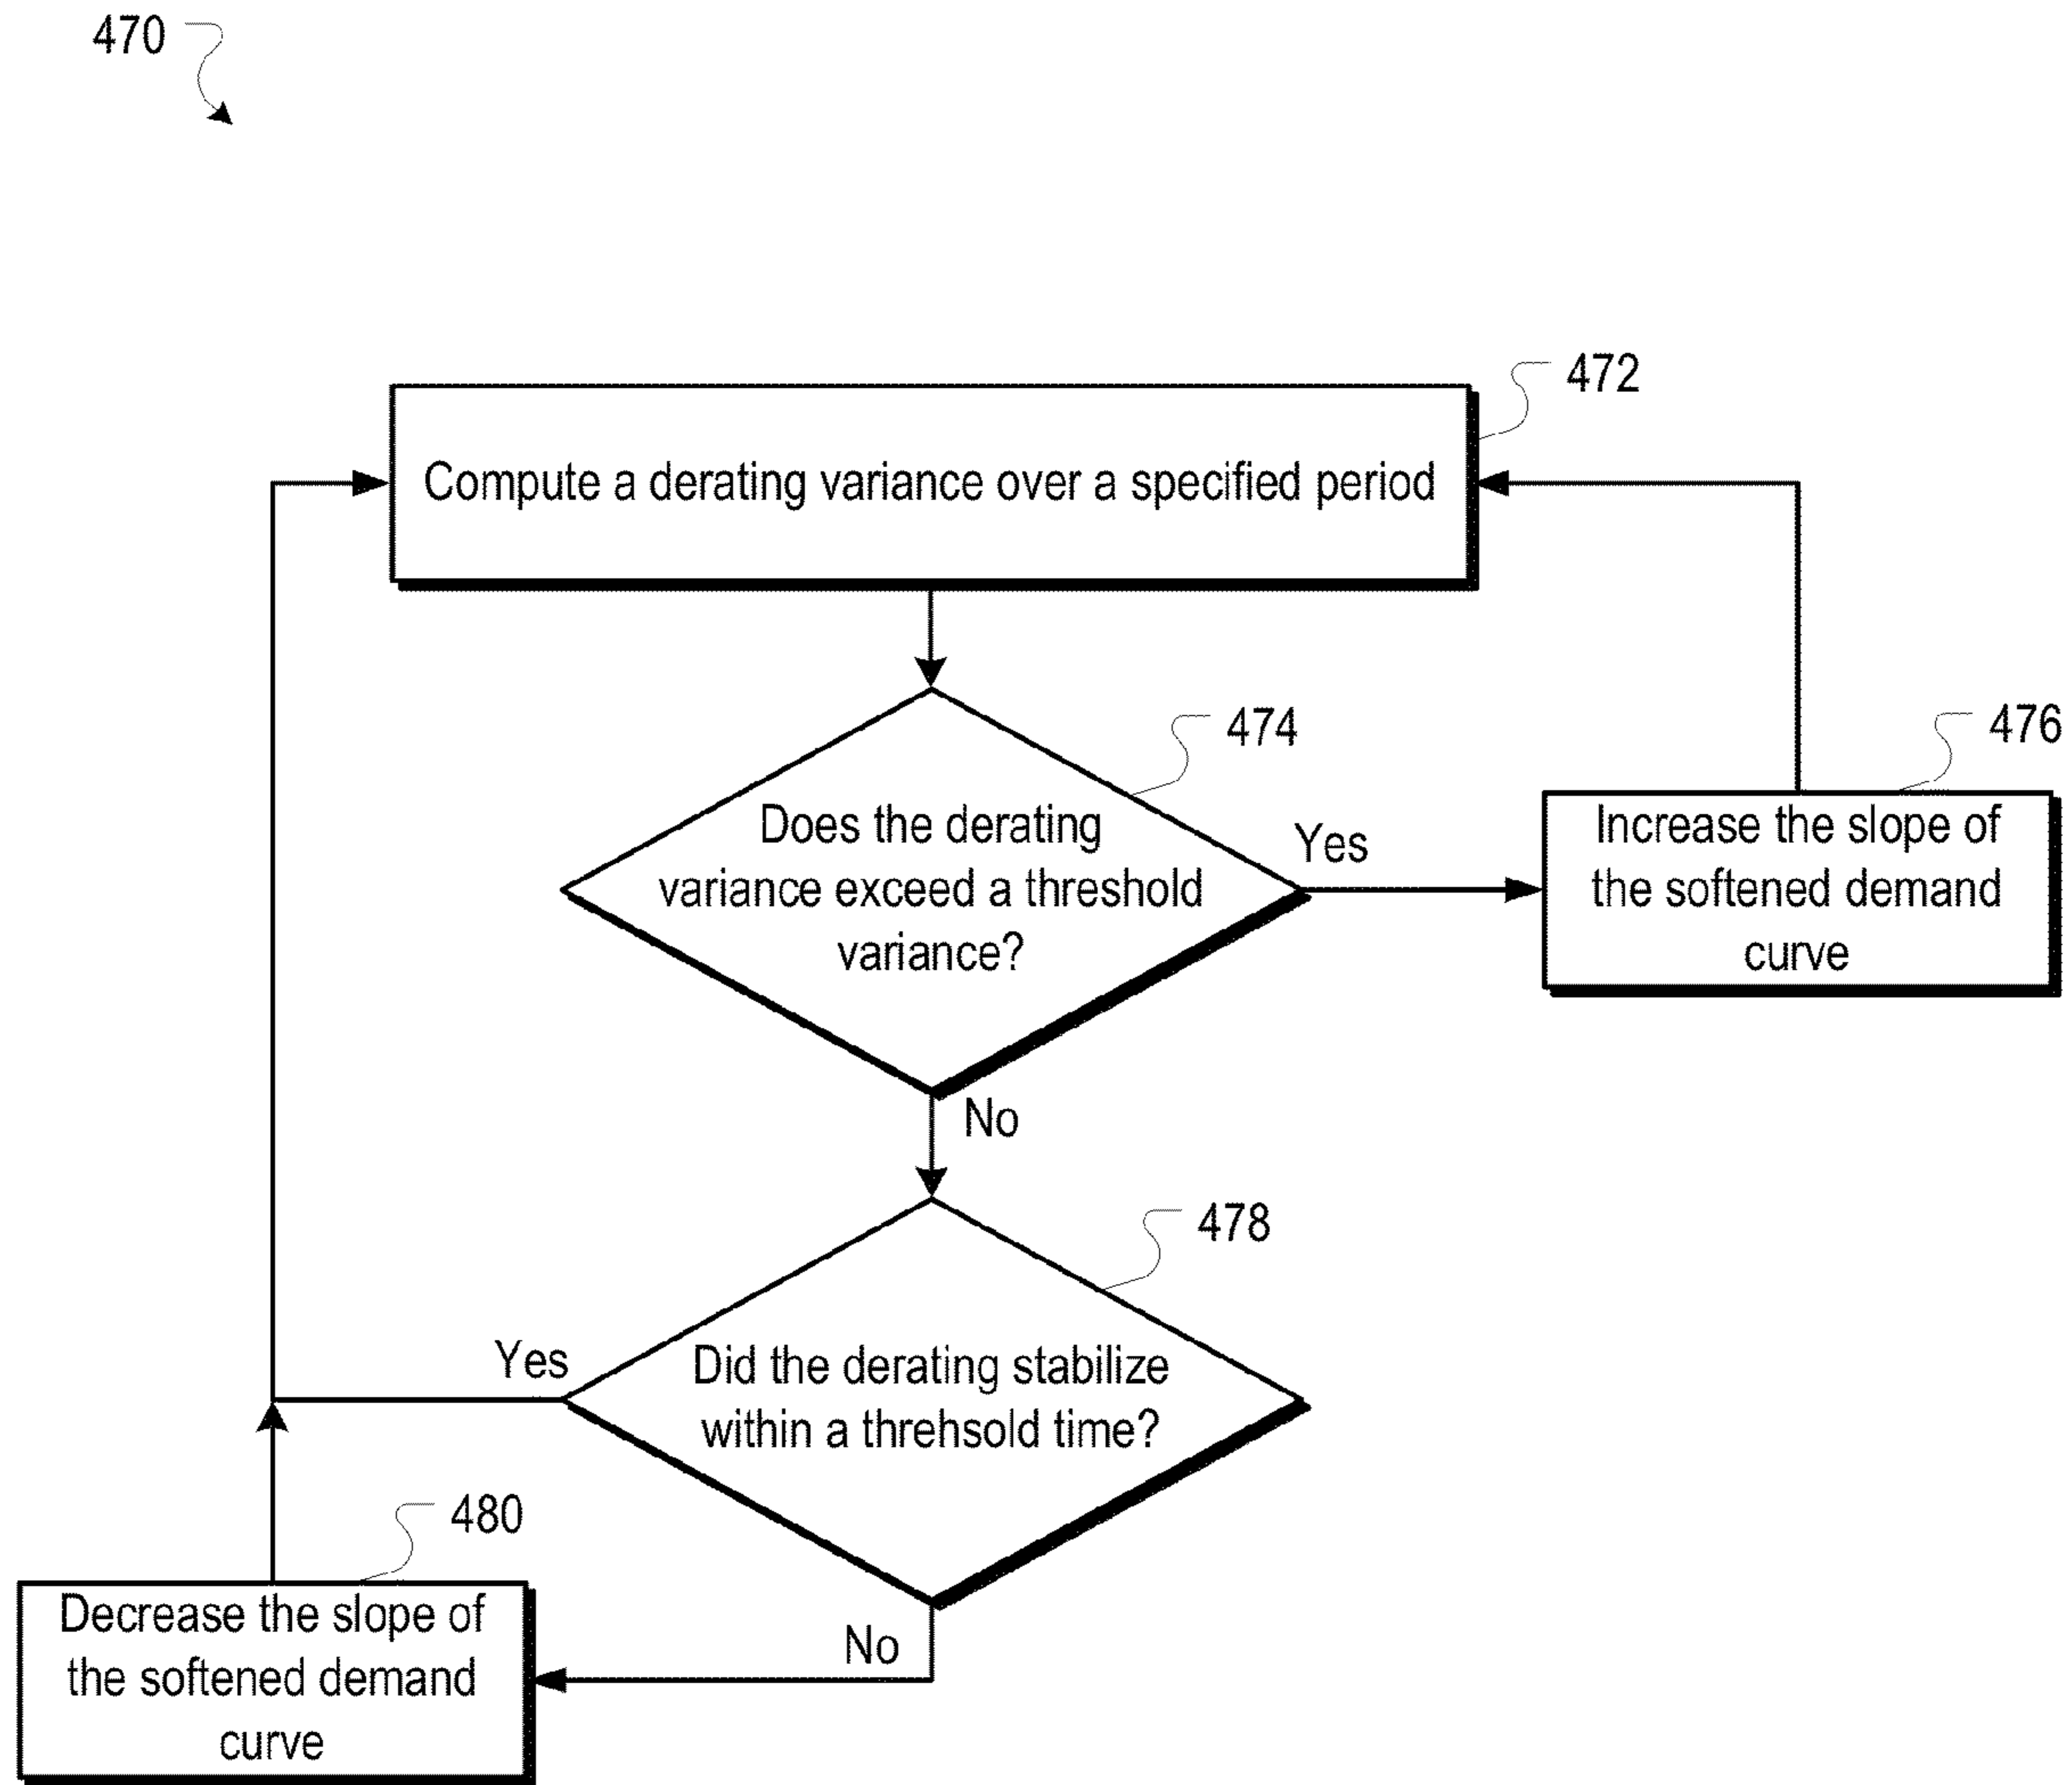 470
472
Compute a derating variance over a specified period
474
476
Does the derating
variance exceed a threshold
variance?
Yes
Increase the slope of
the softened demand
curve
No
478
Yes
Did the derating stabilize
within a threhsold time?
480
No
Decrease the slope of
the softened demand
curve